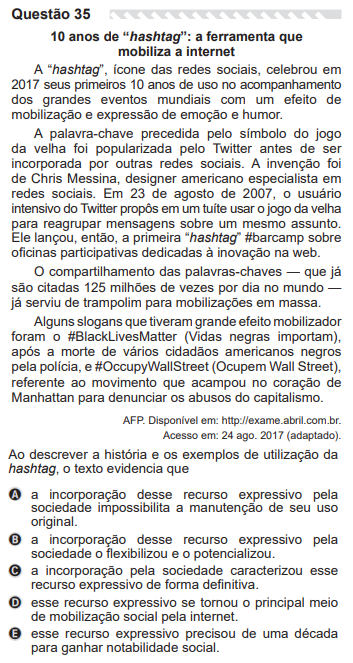 Questão 35
10 anos de “hashtag”: a ferramenta que
mobiliza a internet
A “hashtag”, ícone das redes sociais, celebrou em
2017 seus primeiros 10 anos de uso no acompanhamento
dos grandes eventos mundiais com um efeito de
mobilização e expressão de emoção e humor.
A palavra-chave precedida pelo símbolo do jogo
da velha foi popularizada pelo Twitter antes de ser
incorporada por outras redes sociais. A invenção foi
de Chris Messina, designer americano especialista em
redes sociais. Em 23 de agosto de 2007, o usuário
intensivo do Twitter propôs em um tuíte usar o jogo da velha
para reagrupar mensagens sobre um mesmo assunto.
Ele lançou, então, a primeira “hashtag” #barcamp sobre
oficinas participativas dedicadas à inovação na web.
O compartilhamento das palavras-chaves — que já
são citadas 125 milhões de vezes por dia no mundo —
já serviu de trampolim para mobilizações em massa.
Alguns slogans que tiveram grande efeito mobilizador
foram o #BlackLivesMatter (Vidas negras importam),
após a morte de vários cidadãos americanos negros
pela polícia, e #OccupyWallStreet (Ocupem Wall Street),
referente ao movimento que acampou no coração de
Manhattan para denunciar os abusos do capitalismo.
AFP. Disponível em: http://exame.abril.com.br.
Acesso em: 24 ago. 2017 (adaptado).
Ao descrever a história e os exemplos de utilização da
hashtag, o texto evidencia que
A a incorporação desse recurso expressivo pela
sociedade impossibilita a manutenção de seu uso
original.
B a incorporação desse recurso expressivo pela
sociedade o flexibilizou e o potencializou.
C a incorporação pela sociedade caracterizou esse
recurso expressivo de forma definitiva.
D esse recurso expressivo se tornou o principal meio
de mobilização social pela internet.
E esse recurso expressivo precisou de uma década
para ganhar notabilidade social.